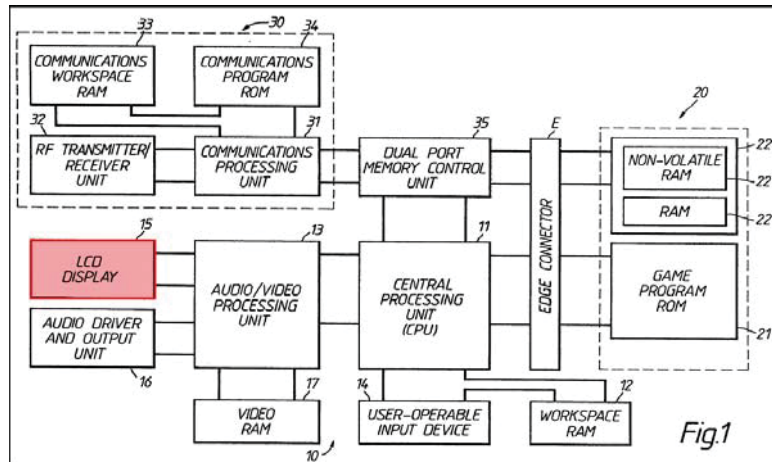 33
30
34
COMMUNICATIONS
WORKSPACE
RAM
COMMUNICATIONS
PROGRAM
ROM
32
31
RF TRANSMITTER/
RECEIVER
UNIT
COMMUNICATIONS
PROCESSING
UNIT
35
DUAL PORT
MEMORY CONTROL
UNIT
E
EDGE CONNECTOR
20
22
NON-VOLATILE
RAM
22
RAM
22
15
LCD
DISPLAY
13
AUDIO/VIDEO
PROCESSING
UNIT
11
CENTRAL
PROCESSING
UNIT
(CPU)
GAME
PROGRAM
ROM
21
AUDIO DRIVER
AND OUTPUT
UNIT
16
17
VIDEO
RAM
10
14
USER-OPERABLE
INPUT DEVICE
12
WORKSPACE
RAM
Fig.1